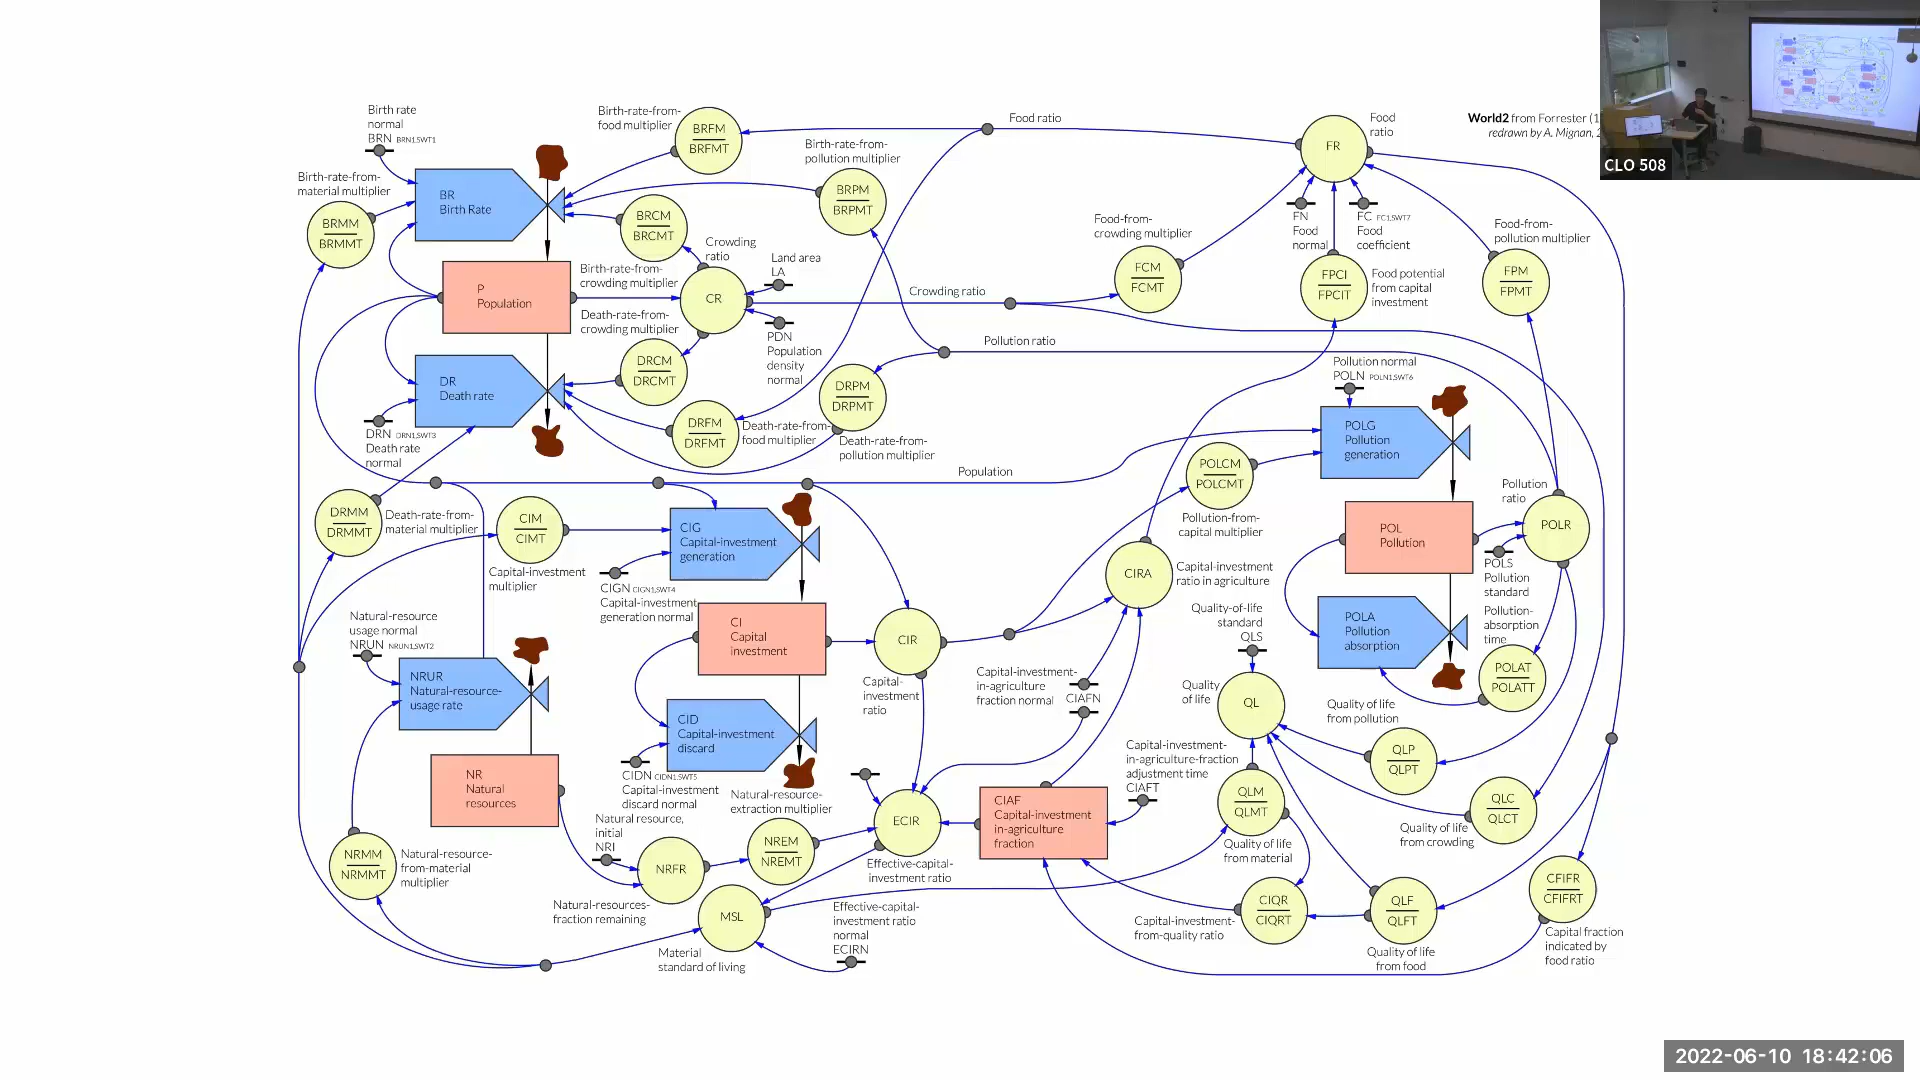 Birth rate
normal
BRN BRN1,SWT1
Birth-rate-from-
material multiplier
BRMM
BRMMT
BR
Birth Rate
Birth-rate-from-
food multiplier
BRFM
BRFMT
Birth-rate-from-
pollution multiplier
BRPM
BRPMT
BRCM
BRCMT
Crowding
ratio
Birth-rate-from-
crowding multiplier
Land area
LA
CR
P
Population
Death-rate-from-
crowding multiplier
PDN
Population
density
normal
DRCM
DRCMT
DR
Death rate
DRN DRN1,SWT3
Death rate
normal
DRFM
DRFMT
Death-rate-from-
food multiplier
DRPM
DRPMT
Death-rate-from-
pollution multiplier
Food ratio
Crowding ratio
Pollution ratio
Population
World2 from Forrester (1
redrawn by A. Mignan, 2
Food
ratio
FR
FN
Food
normal
FC FC1,SWT7
Food
coefficient
Food-from-
crowding multiplier
FCM
FCMT
FPCI
FPCIT
Food potential
from capital
investment
Food-from-
pollution multiplier
FPM
FPMT
Pollution normal
POLN POLN1,SWT6
POLG
Pollution
generation
POLCM
POLCMT
Pollution-from-
capital multiplier
POL
Pollution
Pollution
ratio
POLR
POLS
Pollution
standard
POLA
Pollution
absorption
Pollution-
absorption
time
POLAT
POLATT
DRMM
DRMMT
Death-rate-from-
material multiplier
CIM
CIMT
Capital-investment
multiplier
CIG
Capital-investment
generation
CIGN CIGN1,SWT4
Capital-investment
generation normal
CI
Capital
investment
CIR
Capital-
investment
ratio
CID
Capital-investment
discard
CIDN CIDN1,SWT5
Capital-investment
discard normal
CIRA
Capital-investment
ratio in agriculture
Capital-investment-
in-agriculture
fraction normal
CIAFN
Quality-of-life
standard
QLS
Quality
of life
QL
Quality of life
from pollution
QLP
QLPT
QLC
QLCT
Quality of life
from crowding
Natural-resource
usage normal
NRUN NRUN1,SWT2
NRUR
Natural-resource-
usage rate
NR
Natural
resources
NRMM
NRMMT
Natural-resource-
from-material
multiplier
Natural resource,
initial
NRI
NRFR
Natural-resources-
fraction remaining
Natural-resource-
extraction multiplier
NREM
NREMT
ECIR
Effective-capital-
investment ratio
MSL
Material
standard of living
Effective-capital-
investment ratio
normal
ECIRN
CIAF
Capital-investment
in-agriculture
fraction
Capital-investment-
in-agriculture-fraction
adjustment time
CIAFT
QLM
QLMT
Quality of life
from material
CIQR
CIQRT
Capital-investment-
from-quality ratio
QLF
QLFT
Quality of life
from food
CFIFR
CFIFRT
Capital fraction
indicated by
food ratio
CLO 508
2022-06-10 18:42:06